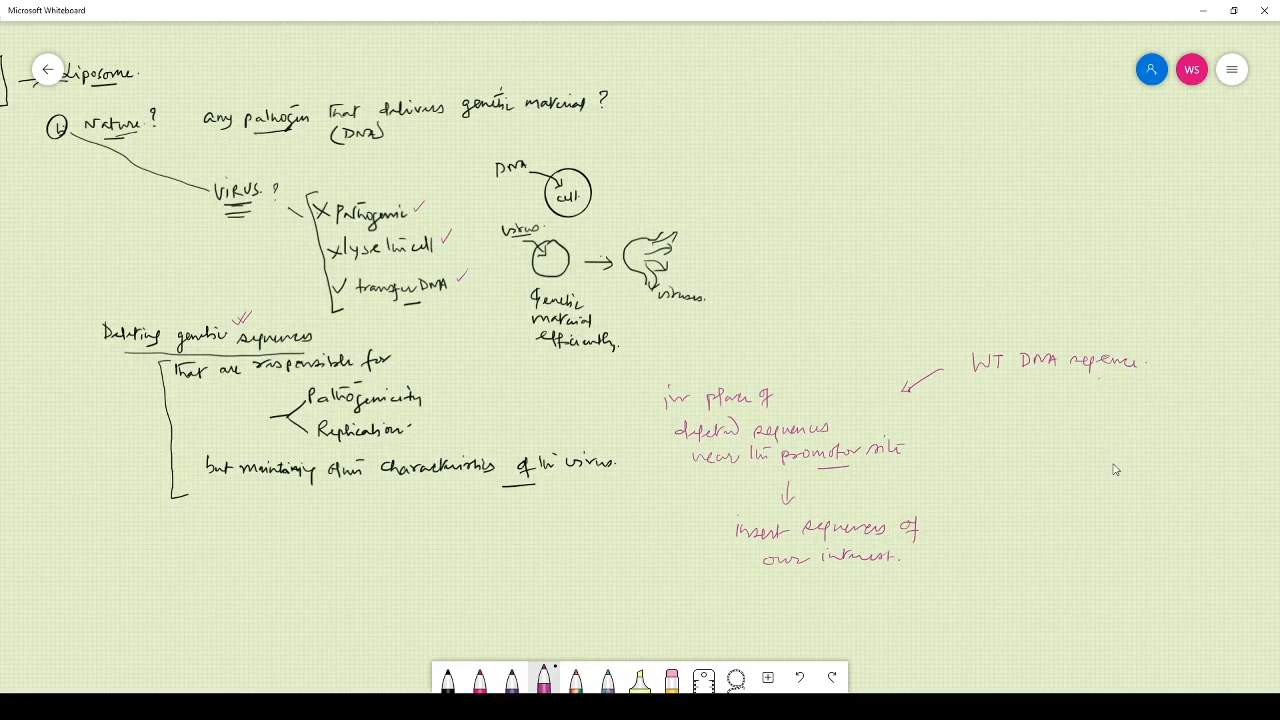 Microsoft Whiteboard
WS
→ Liposome.
b Nature? any pathogen that delivers genetic material?
(DNA)
VIRUS?
X pathogenic ✓
X lyse the cell ✓
✓ transfer DNA ✓
DNA
cell
virus.
viruses.
Genetic
material
efficiently.
Deleting genetic sequences
that are responsible for
Pathogenicity
Replication
but maintaining other characteristics of the virus.
WT DNA sequence.
in place of
deleted sequences
near the promotor site
↓
insert sequences of
our interest.